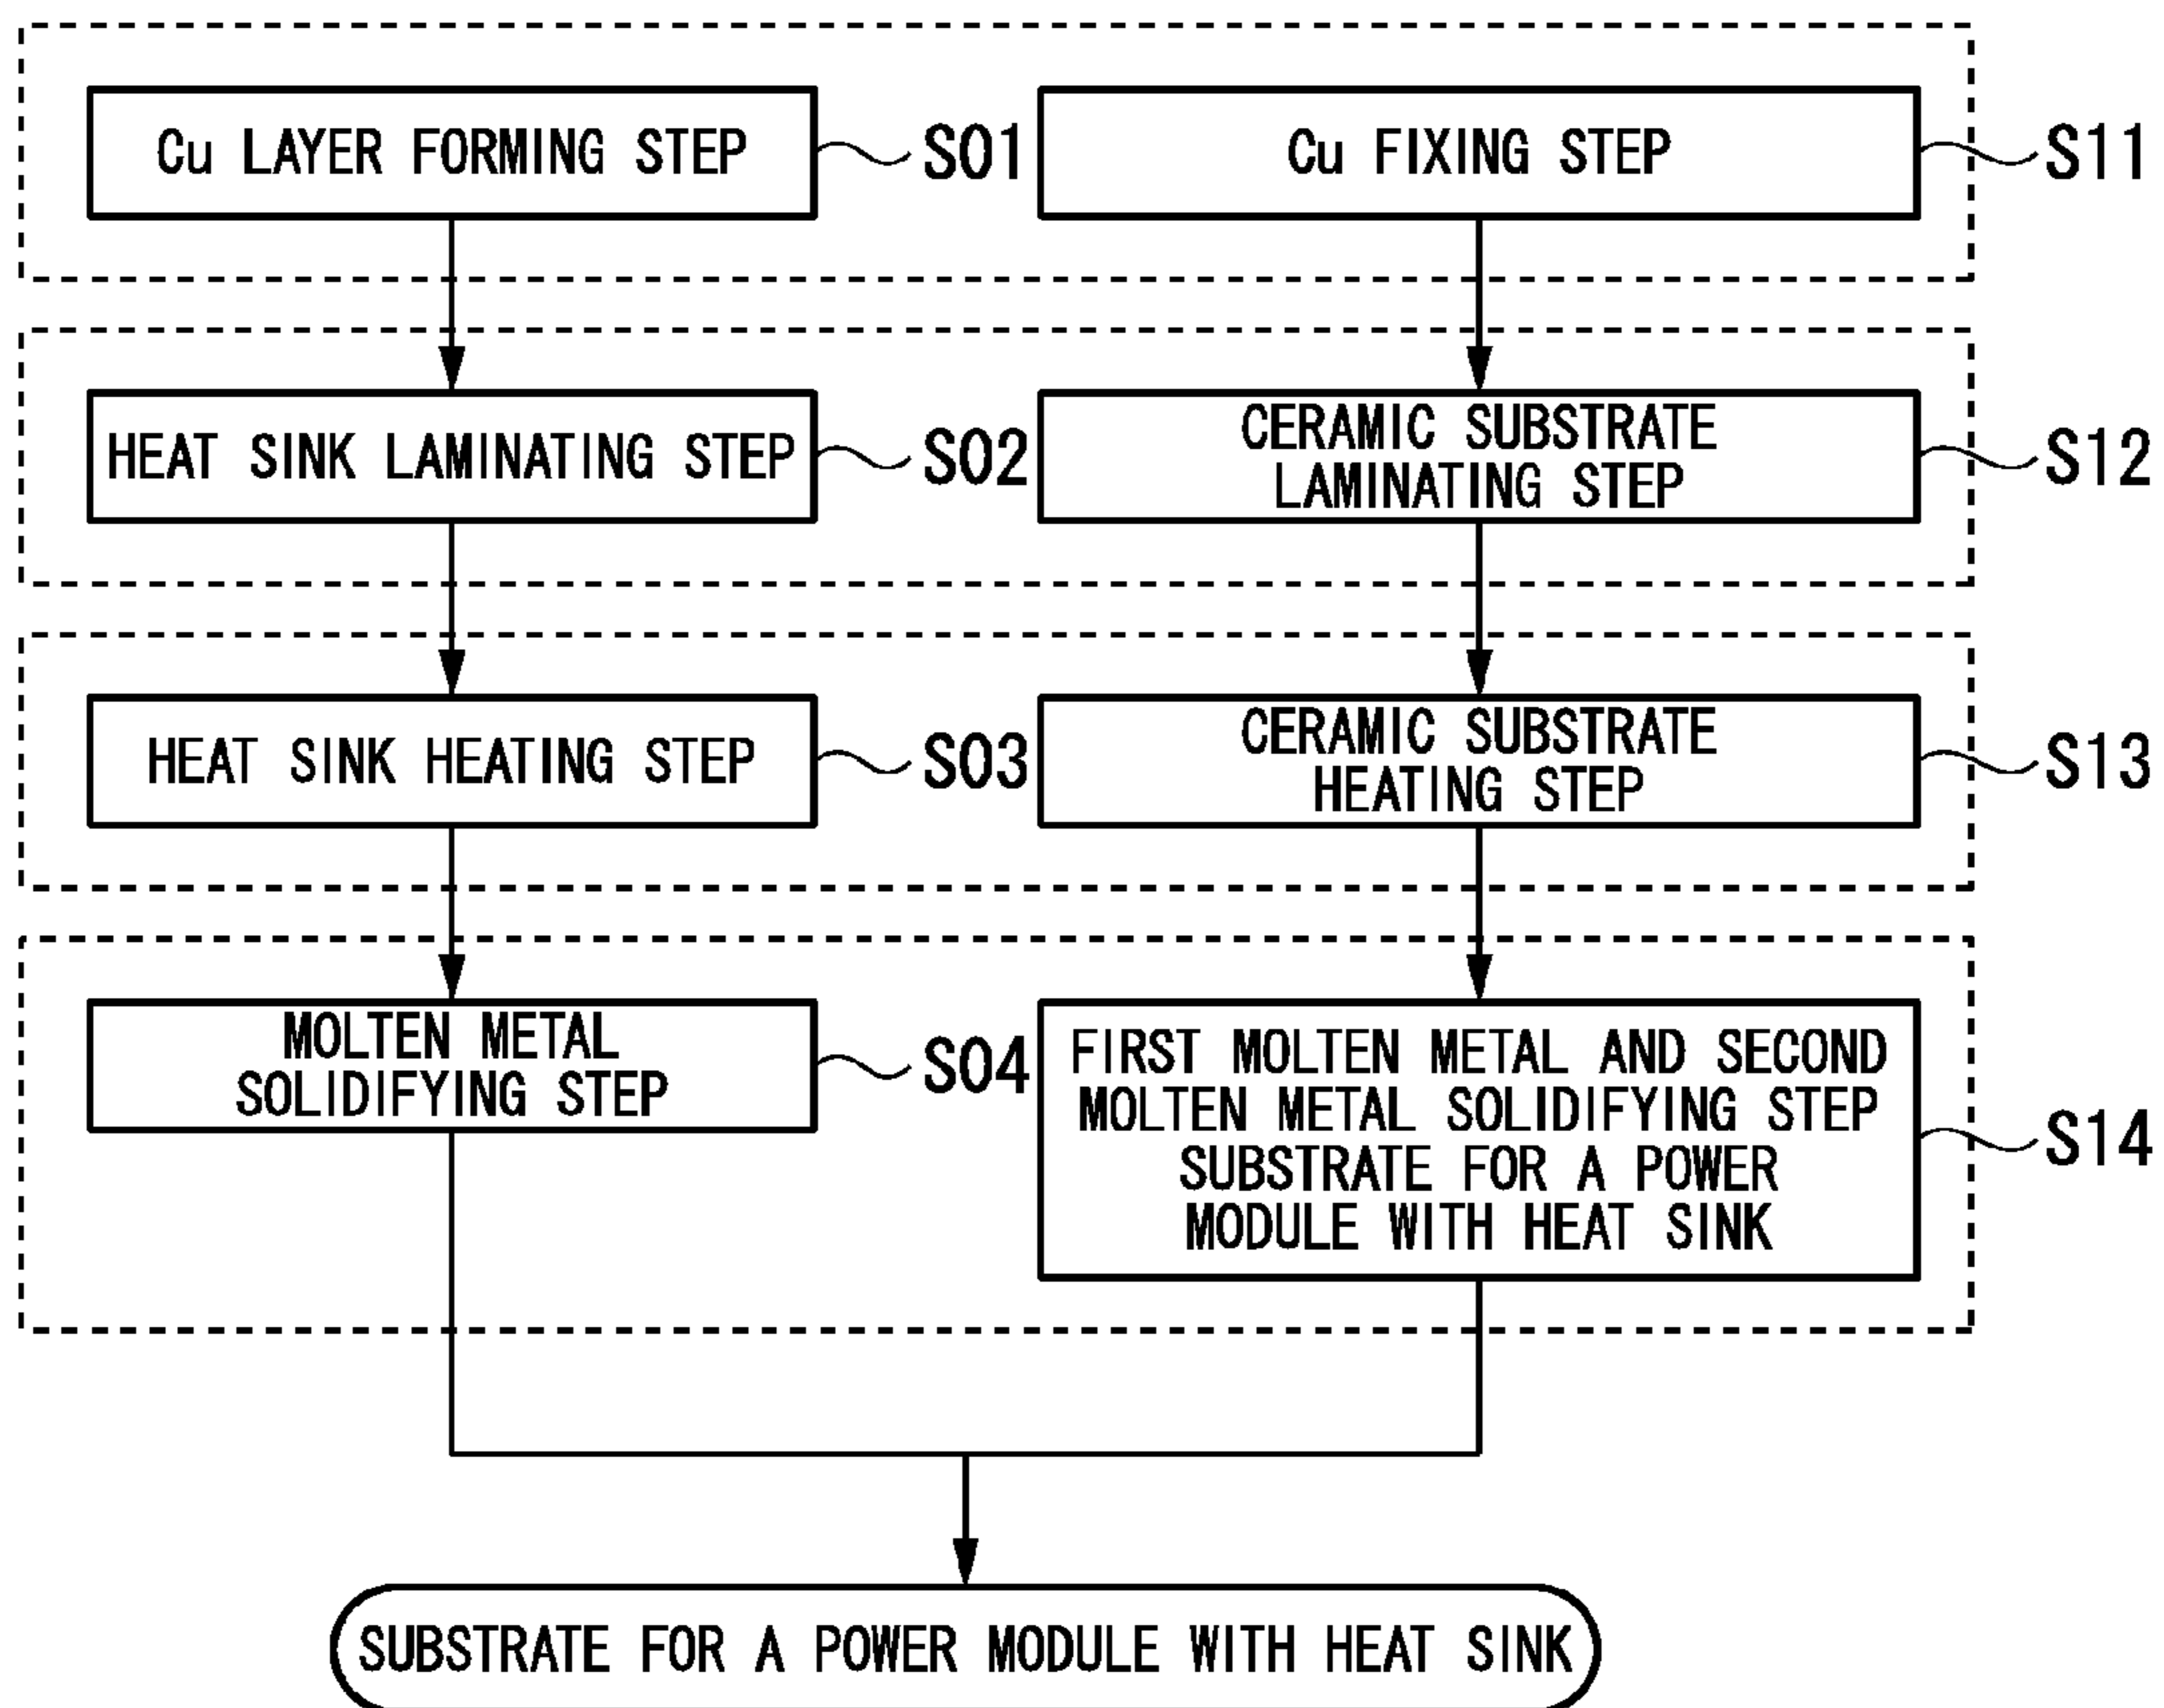 Cu LAYER FORMING STEP
S01
Cu FIXING STEP
S11
HEAT SINK LAMINATING STEP
S02
CERAMIC SUBSTRATE
LAMINATING STEP
S12
HEAT SINK HEATING STEP
S03
CERAMIC SUBSTRATE
HEATING STEP
S13
MOLTEN METAL
SOLIDIFYING STEP
S04
FIRST MOLTEN METAL AND SECOND
MOLTEN METAL SOLIDIFYING STEP
SUBSTRATE FOR A POWER
MODULE WITH HEAT SINK
S14
SUBSTRATE FOR A POWER MODULE WITH HEAT SINK